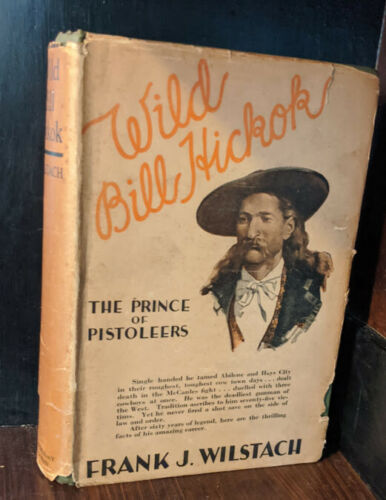 Wild
Bill Hickok
THE PRINCE
OF
PISTOLEERS
Single handed he tamed Abilene and Hays City
in their roughest, toughest cow town days . . dealt
death in the McCanles fight . . . duelled with three
cowboys at once. He was the deadliest gunman of
the West. Tradition ascribes to him seventy-five vic-
tims. Yet he never fired a shot save on the side of
law and order.
After sixty years of legend, here are the thrilling
facts of his amazing career.
FRANK J. WILSTACH